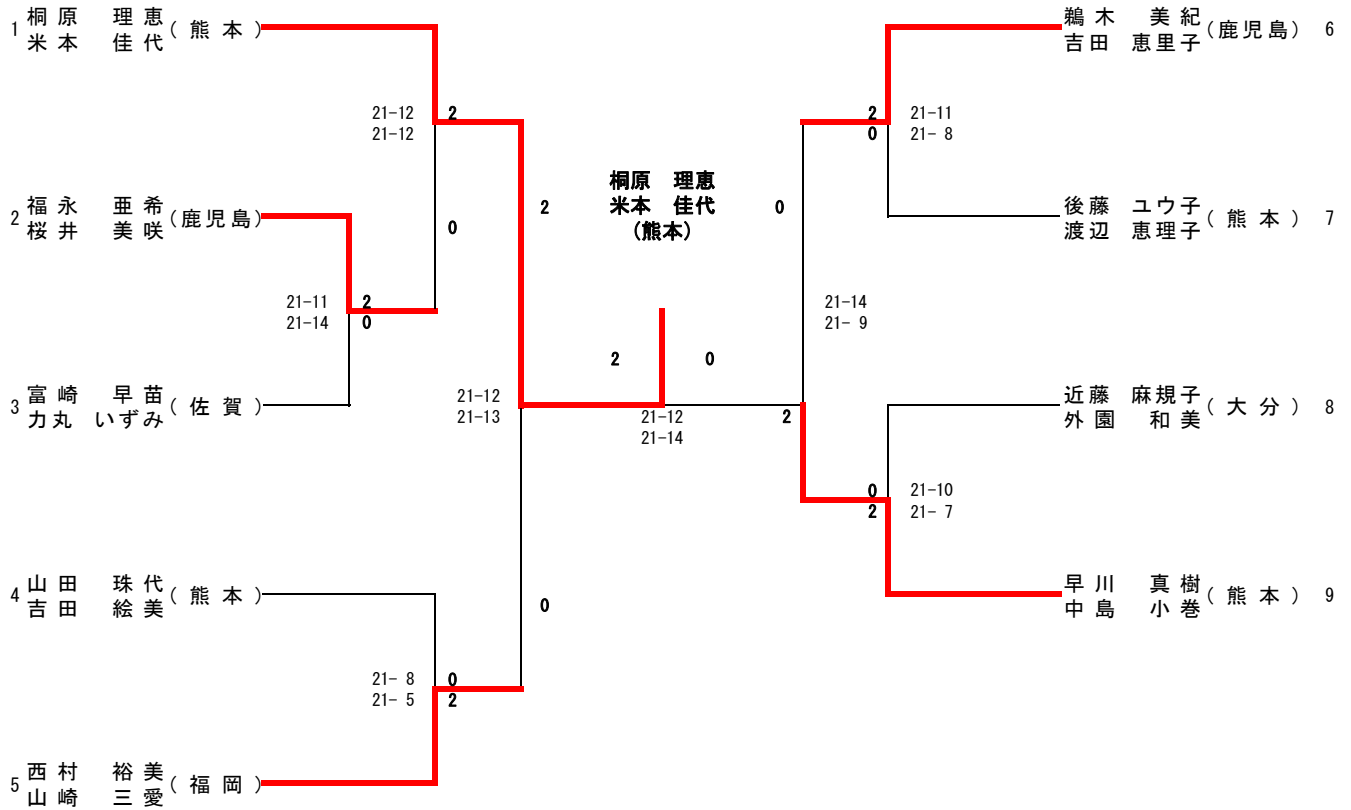 1 桐原 理恵
米本 佳代 (熊本)
21-12 2
21-12
2 福永 亜希
桜井 美咲 (鹿児島)
0
21-11 2
21-14 0
3 富崎 早苗
力丸 いずみ (佐賀)
2
21-12
21-13
4 山田 珠代
吉田 絵美 (熊本)
0
21- 8 0
21- 5 2
5 西村 裕美
山崎 三愛 (福岡)
桐原 理恵
米本 佳代
(熊本)
2 0
21-12
21-14
鵜木 美紀
吉田 恵里子 (鹿児島) 6
2 21-11
0 21- 8
0
後藤 ユウ子
渡辺 恵理子 (熊本) 7
21-14
21- 9
2
近藤 麻規子
外園 和美 (大分) 8
0 21-10
2 21- 7
早川 真樹
中島 小巻 (熊本) 9